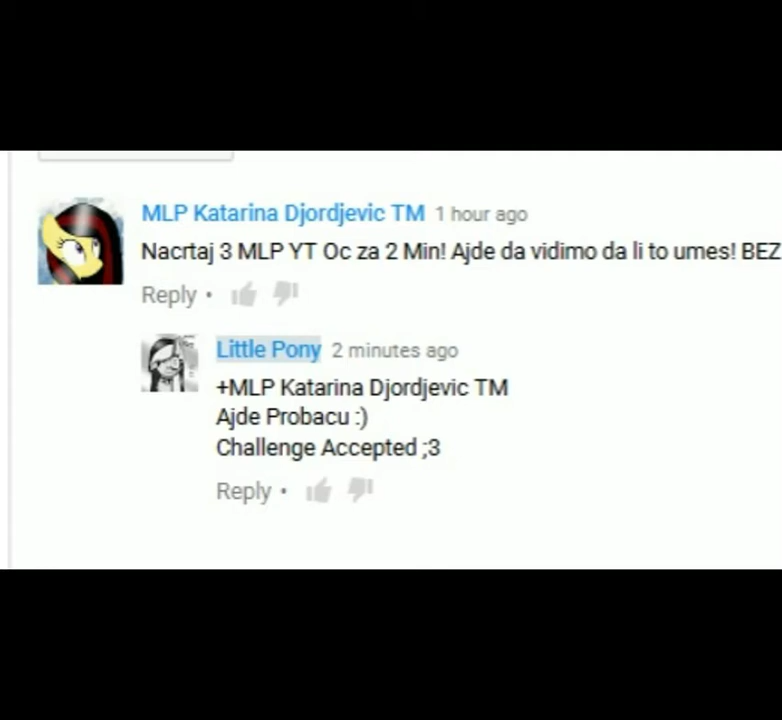 MLP Katarina Djordjevic TM 1 hour ago
Nacrtaj 3 MLP YT Oc za 2 Min! Ajde da vidimo da li to umes! BEZ
Reply •
Little Pony 2 minutes ago
+MLP Katarina Djordjevic TM
Ajde Probacu :)
Challenge Accepted ;3
Reply •